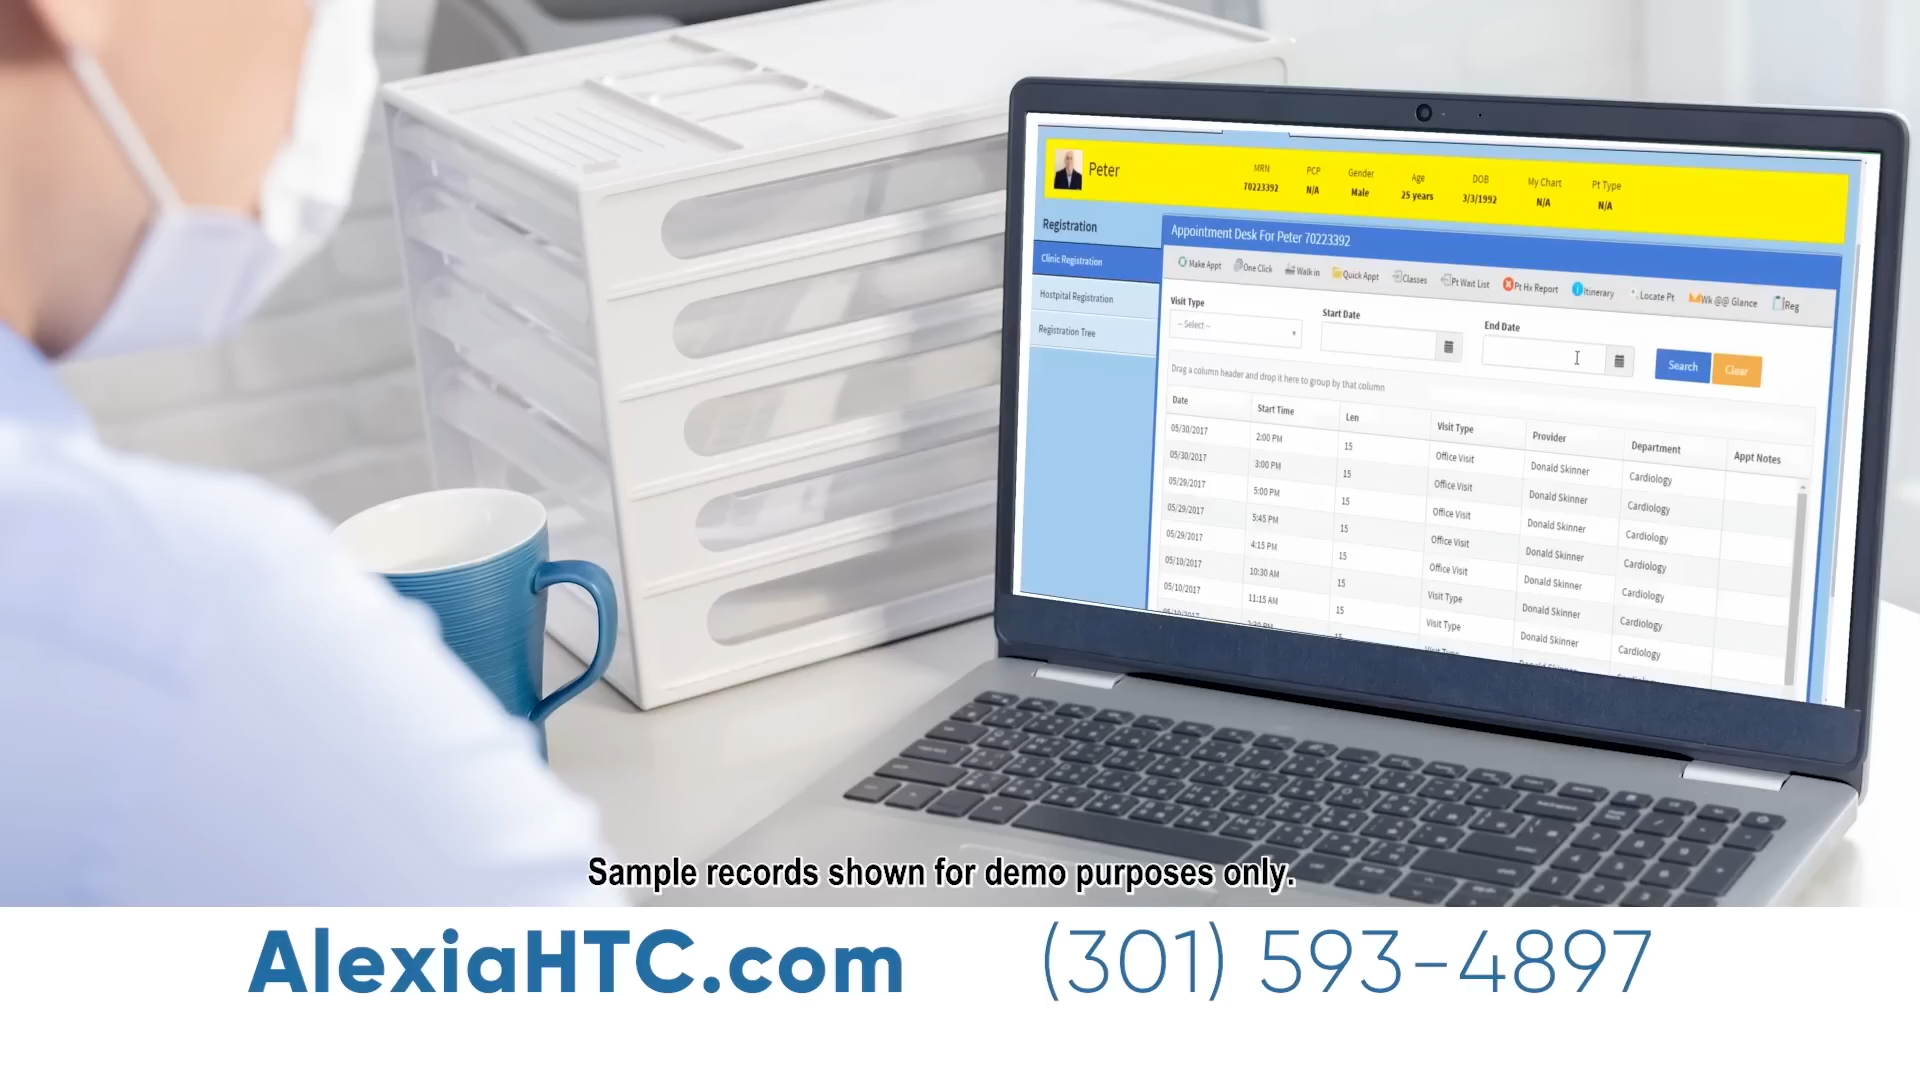 Peter
MRN PCP Gender Age DOB My Chart Pt Type
70223392 N/A Male 25 years 3/3/1992 N/A N/A
Registration
Clinic Registration
Hostpital Registration
Registration Tree
Appointment Desk For Peter 70223392
Make Appt One Click Walk in Quick Appt Classes Pt Wait List Pt Hx Report Itinerary Locate Pt Wk @@ Glance Reg
Visit Type Start Date End Date
-- Select --
Search Clear
Drag a column header and drop it here to group by that column
Date Start Time Len Visit Type Provider Department Appt Notes
05/30/2017 2:00 PM 15 Office Visit Donald Skinner Cardiology
05/30/2017 3:00 PM 15 Office Visit Donald Skinner Cardiology
05/29/2017 5:00 PM 15 Office Visit Donald Skinner Cardiology
05/29/2017 5:45 PM 15 Office Visit Donald Skinner Cardiology
05/29/2017 4:15 PM 15 Office Visit Donald Skinner Cardiology
05/10/2017 10:30 AM 15 Visit Type Donald Skinner Cardiology
05/10/2017 11:15 AM 15 Visit Type Donald Skinner Cardiology
Sample records shown for demo purposes only.
AlexiaHTC.com (301) 593-4897